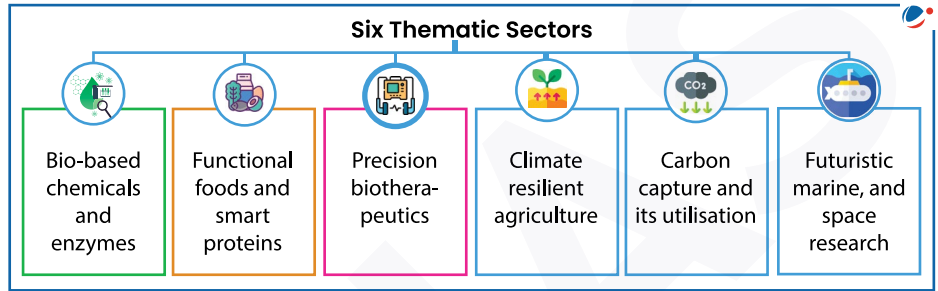 Six Thematic Sectors
CO2
Bio-based
chemicals
and
enzymes
Functional
foods and
smart
proteins
Precision
biothera-
peutics
Climate
resilient
agriculture
Carbon
capture and
its utilisation
Futuristic
marine, and
space
research